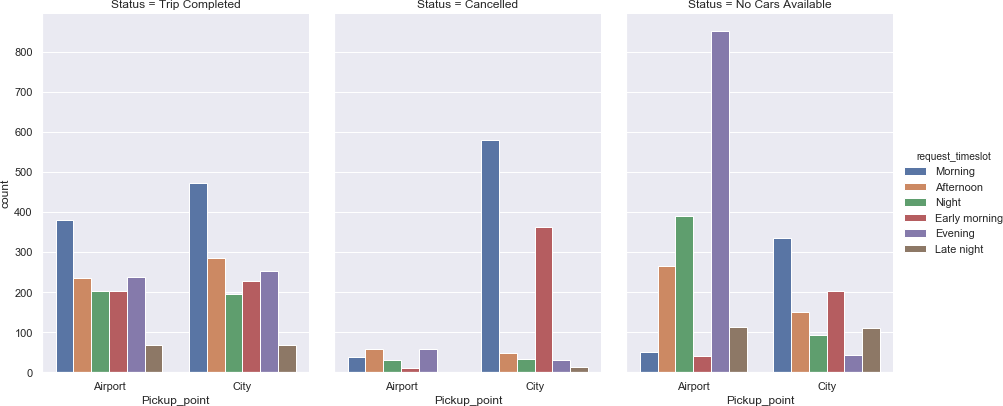 Status = Trip Completed
Status = Cancelled
Status = No Cars Available
800
700
600
500
400
300
200
100
0
count
Airport
City
Airport
City
Airport
City
Pickup_point
Pickup_point
Pickup_point
request_timeslot
Morning
Afternoon
Night
Early morning
Evening
Late night